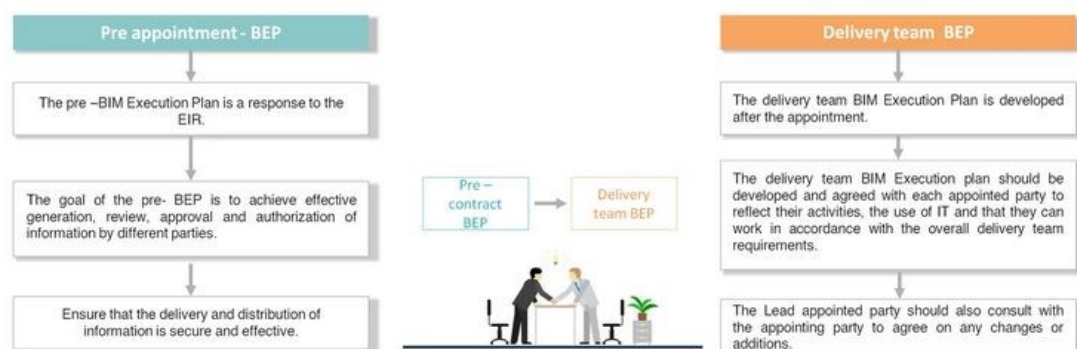 Pre appointment - BEP
The pre –BIM Execution Plan is a response to the
EIR.
The goal of the pre- BEP is to achieve effective
generation, review, approval and authorization of
information by different parties.
Ensure that the delivery and distribution of
information is secure and effective.
Pre –
contract
BEP
Delivery
team BEP
Delivery team BEP
The delivery team BIM Execution Plan is developed
after the appointment.
The delivery team BIM Execution plan should be
developed and agreed with each appointed party to
reflect their activities, the use of IT and that they can
work in accordance with the overall delivery team
requirements.
The Lead appointed party should also consult with
the appointing party to agree on any changes or
additions.